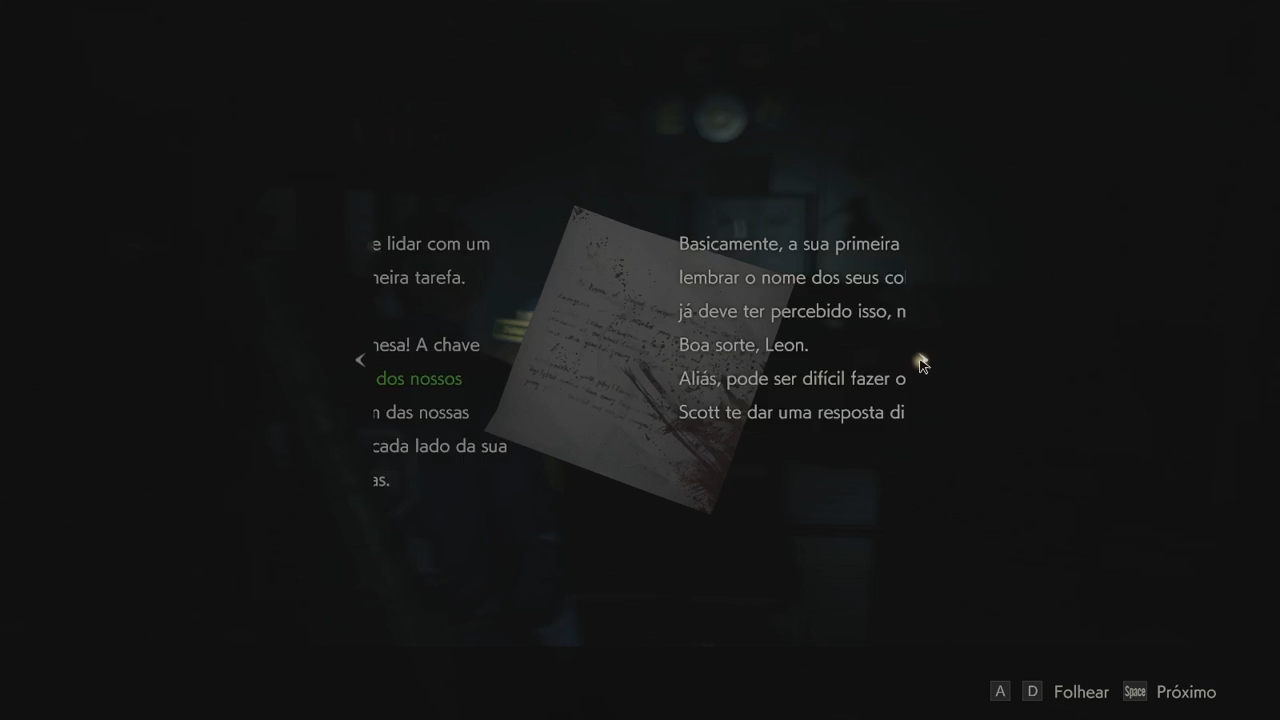 e lidar com um
neira tarefa.
nesa! A chave
dos nossos
m das nossas
cada lado da sua
as.
Basicamente, a sua primeira
lembrar o nome dos seus co
já deve ter percebido isso, n
Boa sorte, Leon.
Aliás, pode ser difícil fazer o
Scott te dar uma resposta di
A D Folhear Space Próximo